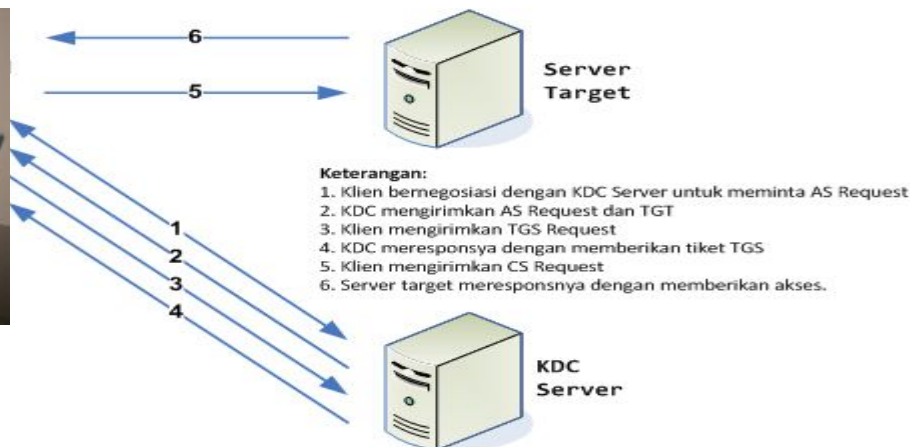 6
5
Server
Target
Keterangan:
1. Klien bernegosiasi dengan KDC Server untuk meminta AS Request
2. KDC mengirimkan AS Request dan TGT
3. Klien mengirimkan TGS Request
4. KDC meresponsya dengan memberikan tiket TGS
5. Klien mengirimkan CS Request
6. Server target meresponsnya dengan memberikan akses.
1
2
3
4
KDC
Server